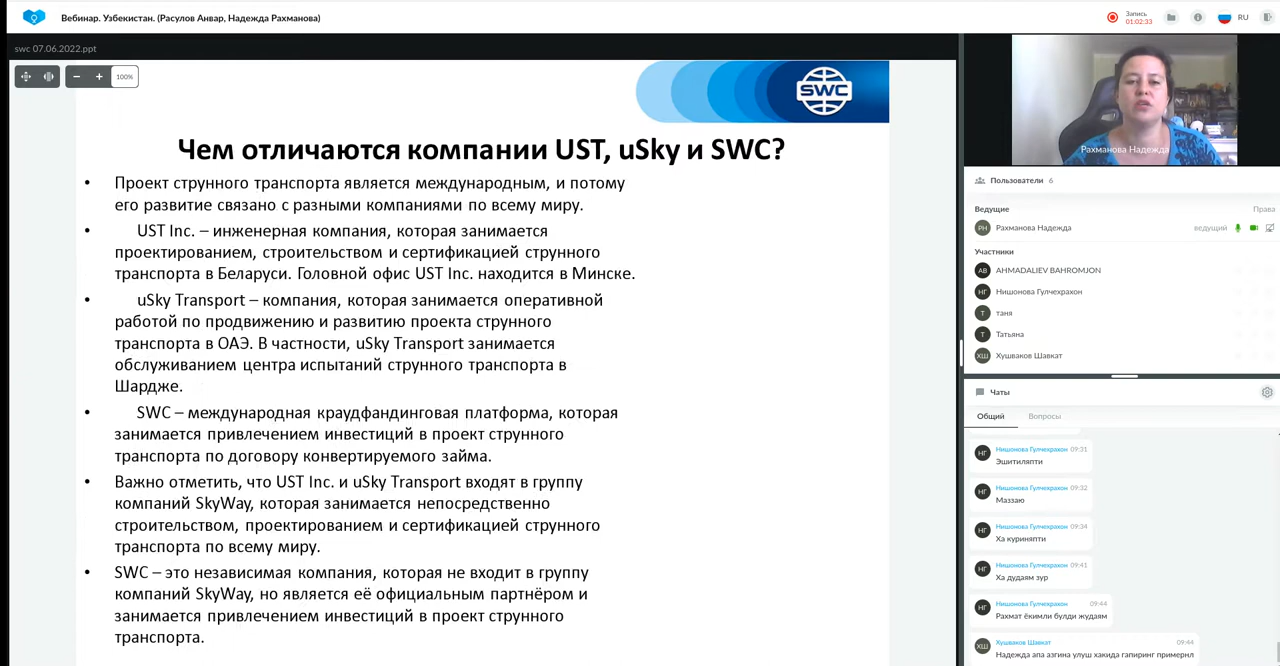 Вебинар. Узбекистан. (Расулов Анвар, Надежда Рахманова)
Запись
01:02:33
RU
swc 07.06.2022.ppt
100%
SWC
Чем отличаются компании UST, uSky и SWC?
• Проект струнного транспорта является международным, и потому
его развитие связано с разными компаниями по всему миру.
• UST Inc. – инженерная компания, которая занимается
проектированием, строительством и сертификацией струнного
транспорта в Беларуси. Головной офис UST Inc. находится в Минске.
• uSky Transport – компания, которая занимается оперативной
работой по продвижению и развитию проекта струнного
транспорта в ОАЭ. В частности, uSky Transport занимается
обслуживанием центра испытаний струнного транспорта в
Шардже.
• SWC – международная краудфандинговая платформа, которая
занимается привлечением инвестиций в проект струнного
транспорта по договору конвертируемого займа.
• Важно отметить, что UST Inc. и uSky Transport входят в группу
компаний SkyWay, которая занимается непосредственно
строительством, проектированием и сертификацией струнного
транспорта по всему миру.
• SWC – это независимая компания, которая не входит в группу
компаний SkyWay, но является её официальным партнёром и
занимается привлечением инвестиций в проект струнного
транспорта.
Рахманова Надежда
Пользователи 6
Ведущие Права
РН Рахманова Надежда ведущий
Участники
AB AHMADALIEV BAHROMJON
НГ Нишонова Гулчехрахон
Т таня
Т Татьяна
ХШ Хушваков Шавкат
Чаты
Общий Вопросы
НГ Нишонова Гулчехрахон 09:31
Эшитиляпти
НГ Нишонова Гулчехрахон 09:32
Маззаю
НГ Нишонова Гулчехрахон 09:34
Ха куриняпти
НГ Нишонова Гулчехрахон 09:41
Ха дудаям зур
НГ Нишонова Гулчехрахон 09:44
Рахмат ёкимли булди жудаям
ХШ Хушваков Шавкат 09:44
Надежда апа азгина улуш хакида гапиринг примернл